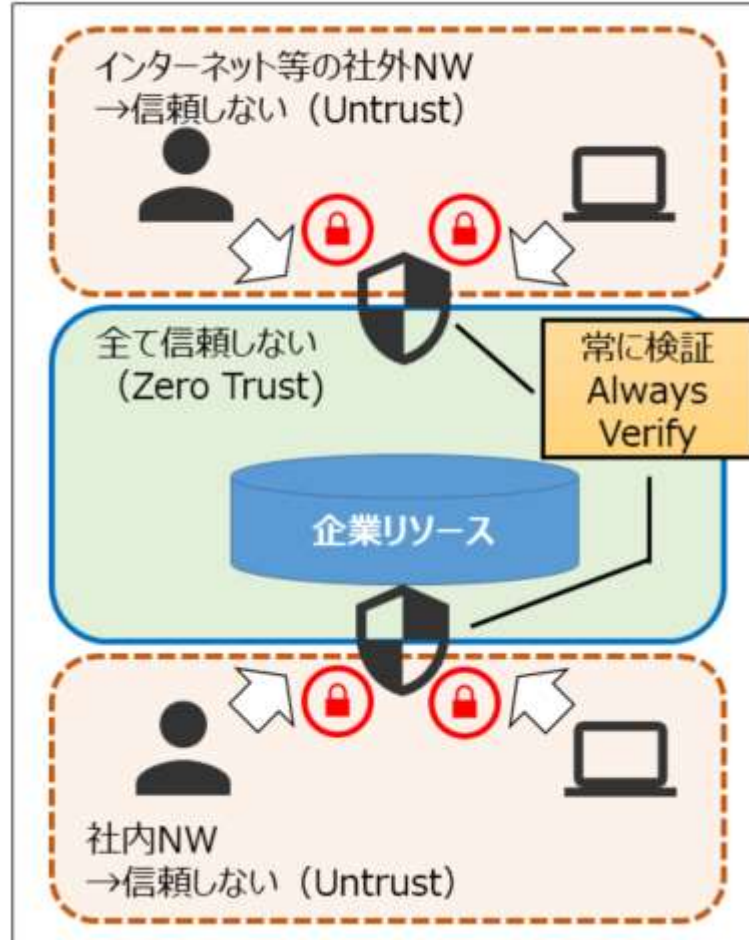 インターネット等の社外NW
→信頼しない（Untrust）
全て信頼しない
（Zero Trust）
常に検証
Always
Verify
企業リソース
社内NW
→信頼しない（Untrust）